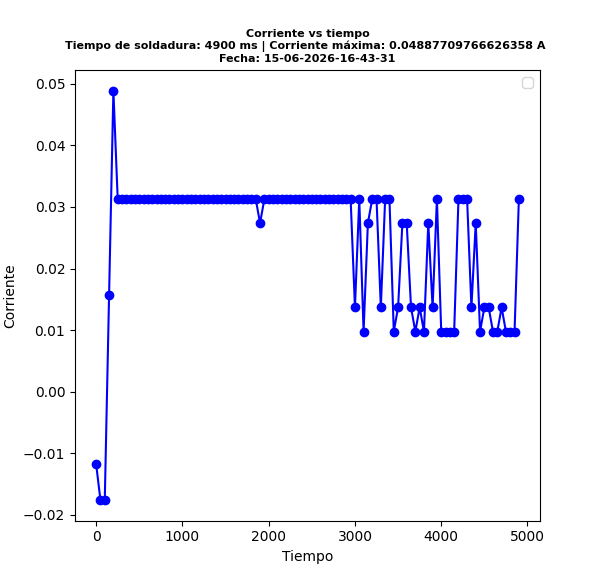 Corriente vs tiempo
Tiempo de soldadura: 4900 ms | Corriente máxima: 0.04887709766626358 A
Fecha: 15-06-2026-16-43-31
0.05
0.04
0.03
0.02
0.01
0.00
−0.01
−0.02
Corriente
0
1000
2000
3000
4000
5000
Tiempo